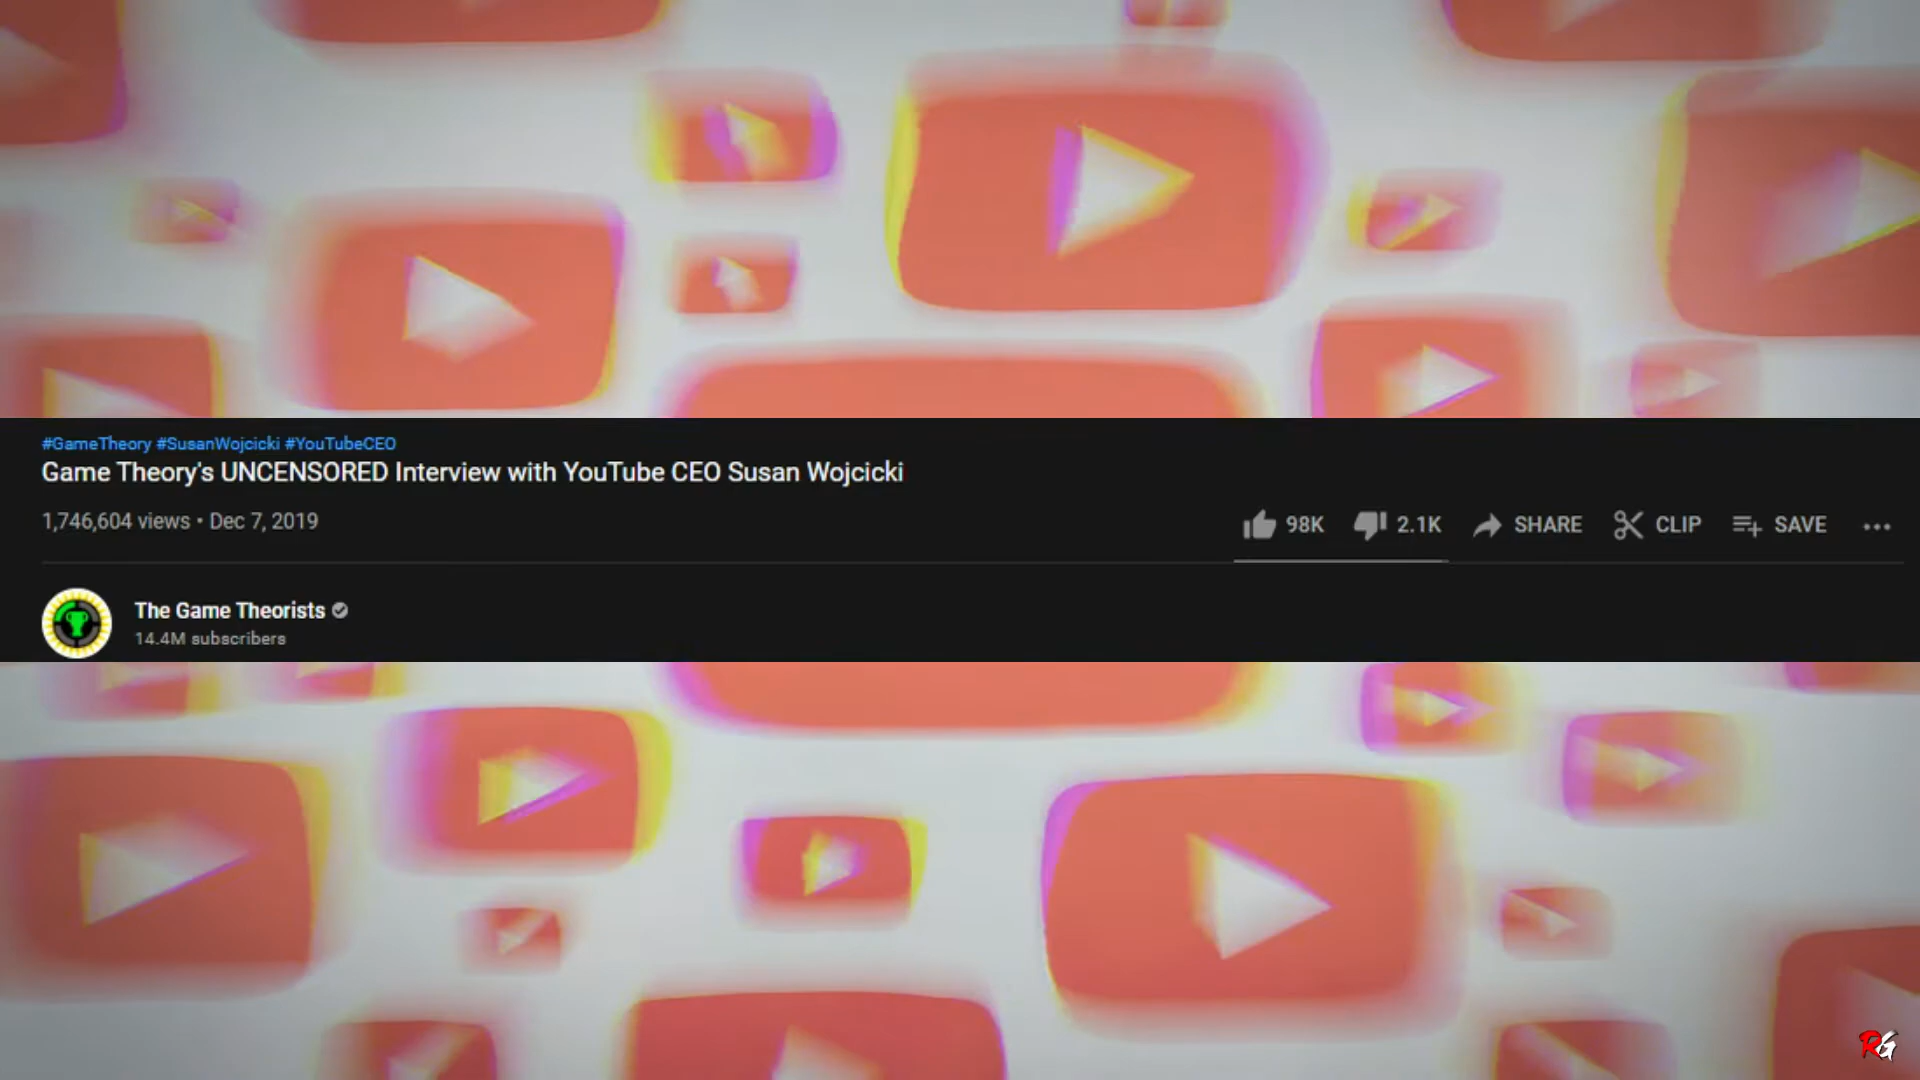 #GameTheory #SusanWojcicki #YouTubeCEO
Game Theory's UNCENSORED Interview with YouTube CEO Susan Wojcicki
1,746,604 views • Dec 7, 2019
98K 2.1K SHARE CLIP SAVE
The Game Theorists
14.4M subscribers
RG